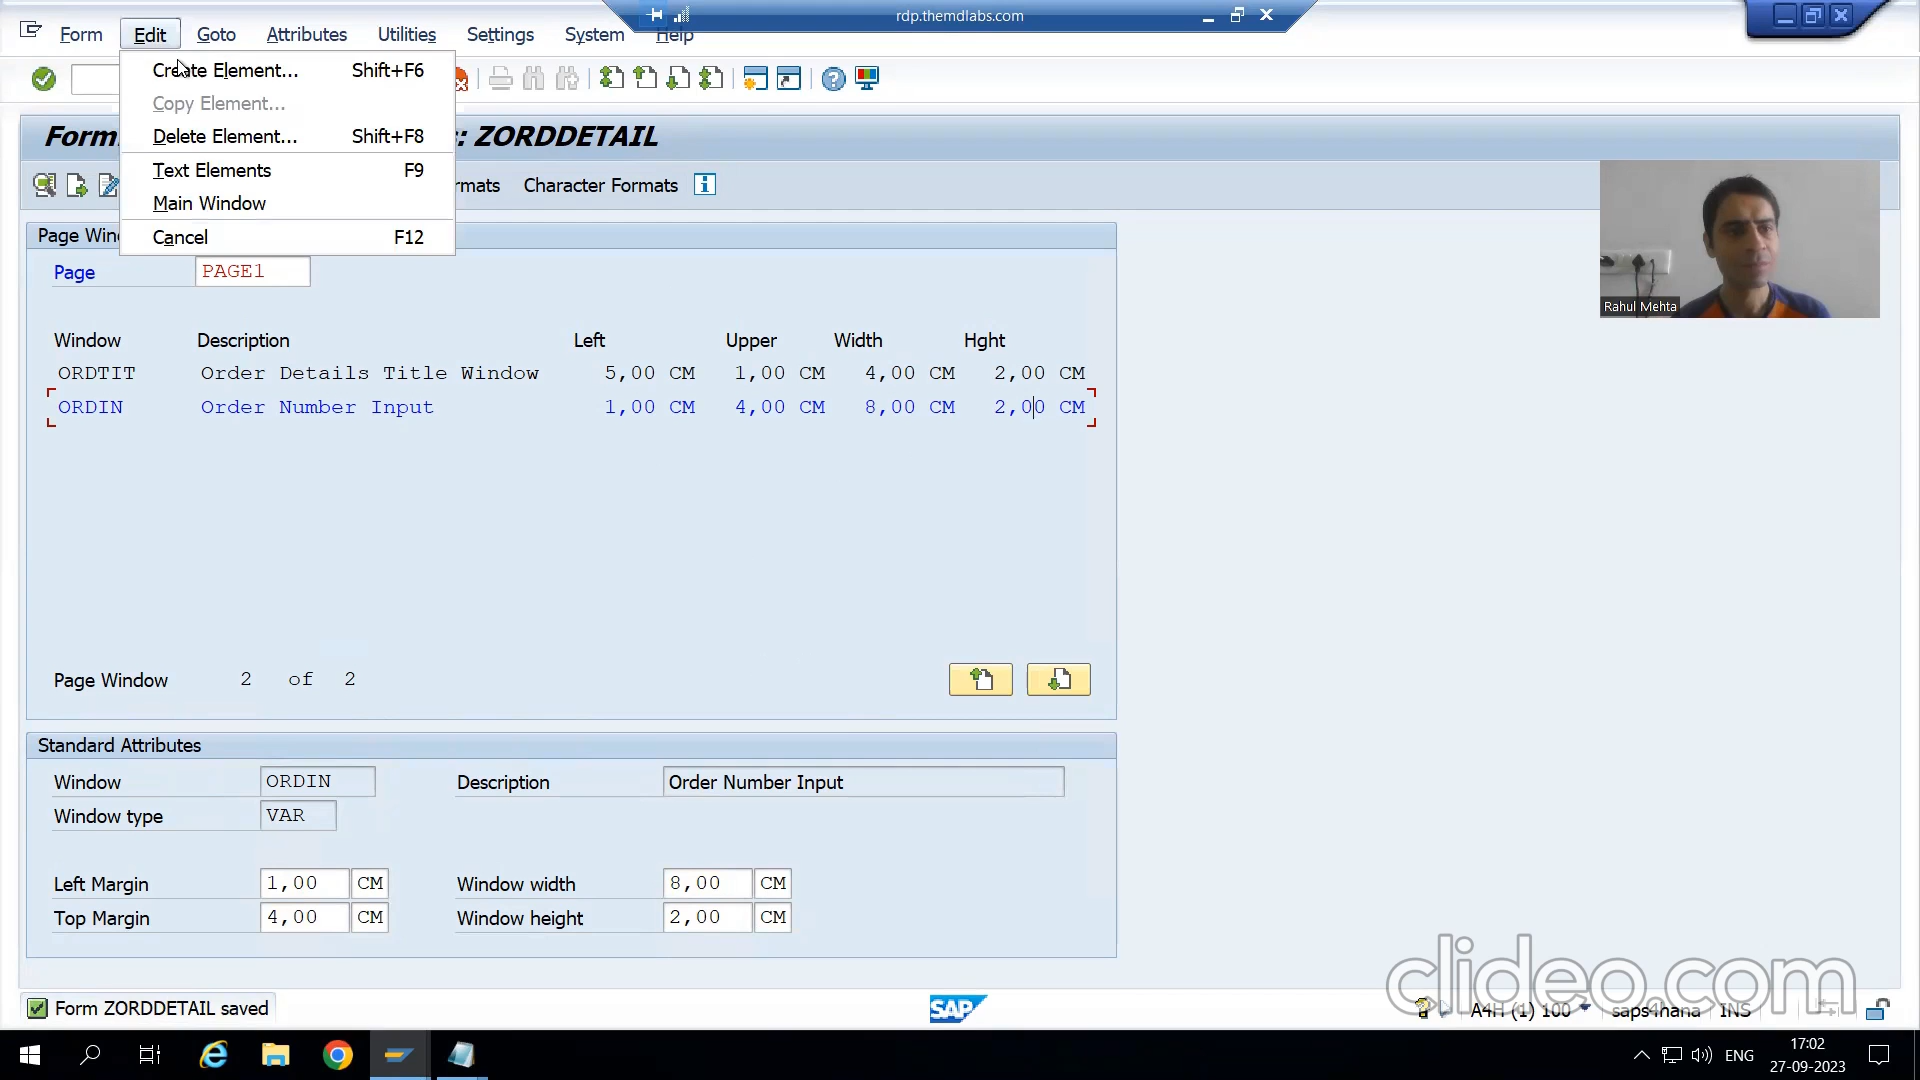 rdp.themdlabs.com
Form Edit Goto Attributes Utilities Settings System Help
Create Element... Shift+F6
Copy Element...
Delete Element... Shift+F8
Text Elements F9
Main Window
Cancel F12
Form : ZORDDETAIL
ormats Character Formats
Rahul Mehta
Page Win
Page PAGE1
Window Description Left Upper Width Hght
ORDTIT Order Details Title Window 5,00 CM 1,00 CM 4,00 CM 2,00 CM
ORDIN Order Number Input 1,00 CM 4,00 CM 8,00 CM 2,00 CM
Page Window 2 of 2
Standard Attributes
Window ORDIN Description Order Number Input
Window type VAR
Left Margin 1,00 CM Window width 8,00 CM
Top Margin 4,00 CM Window height 2,00 CM
clideo.com
Form ZORDDETAIL saved SAP A4H (1) 100 saps4hana INS
ENG 17:02
27-09-2023